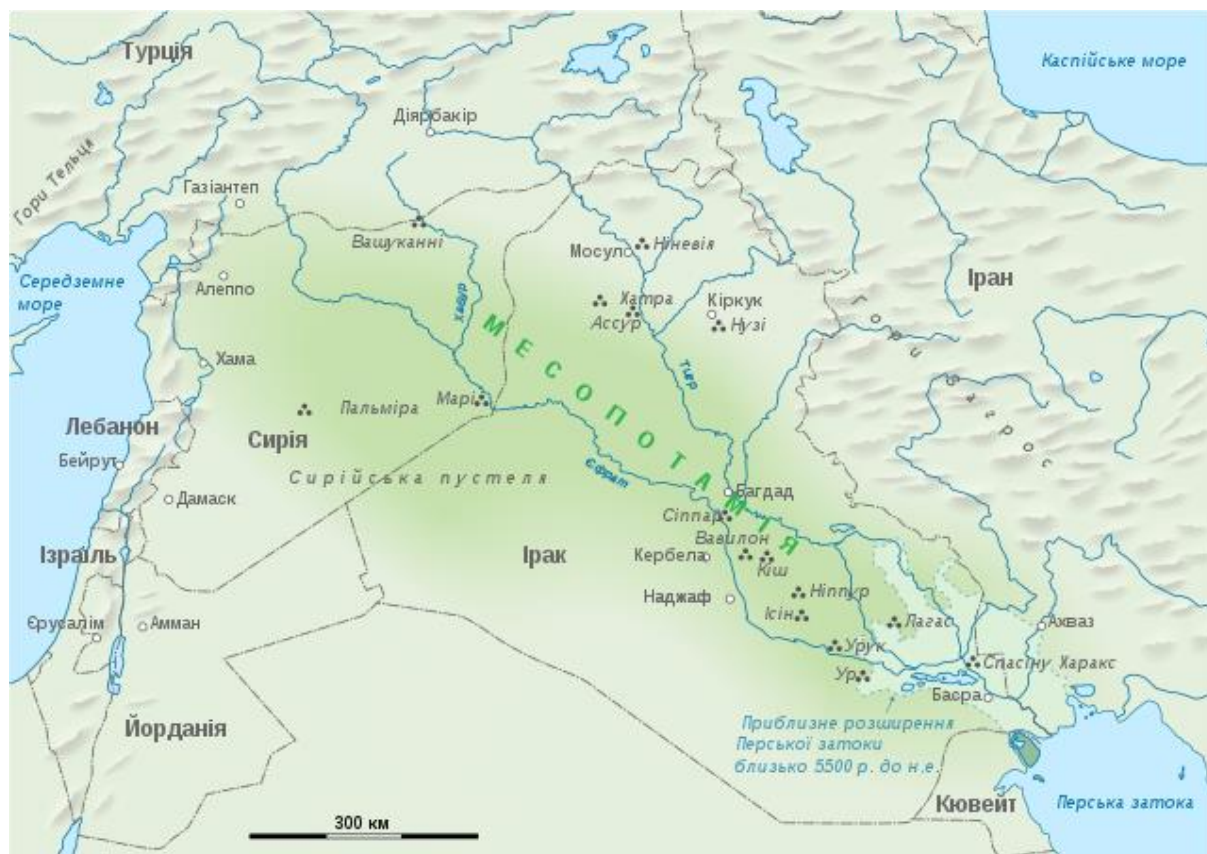 Турція
Каспійське море
Діярбакір
Гори Тельця
Газіантеп
Вашуканні
Мосул
Ніневія
Середземне
море
Алеппо
Іран
Хабур
Хатра
Кіркук
Ассур
Нузі
Гори Загрос
МЕСОПОТАМІЯ
Хама
Тигр
Марі
Пальміра
Лебанон
Сирія
Бейрут
Сирійська пустеля
Єфрат
Багдад
Дамаск
Сіппар
Вавилон
Ізраїль
Ірак
Кербела
Кіш
Наджаф
Ніппур
Ісін
Лагас
Ахваз
Єрусалім
Амман
Урук
Спасіну Харакс
Ур
Басра
Йорданія
Приблизне розширення
Перської затоки
близько 5500 р. до н.е.
Кювейт
Перська затока
300 км